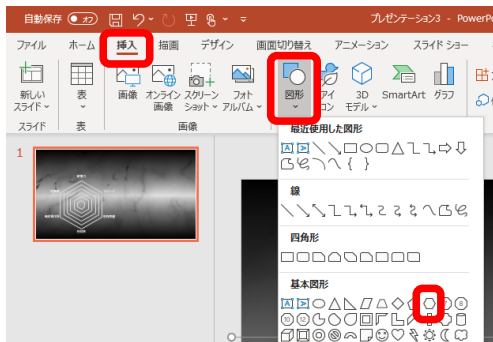 自動保存 オフ プレゼンテーション3 - PowerPo
ファイル ホーム 挿入 描画 デザイン 画面切り替え アニメーション スライド ショー
新しい スライド 表 画像 オンライン 画像 スクリーン ショット フォト アルバム 図形 アイ コン 3D モデル SmartArt グラフ
スライド 表 画像
最近使用した図形
1
線
四角形
基本図形